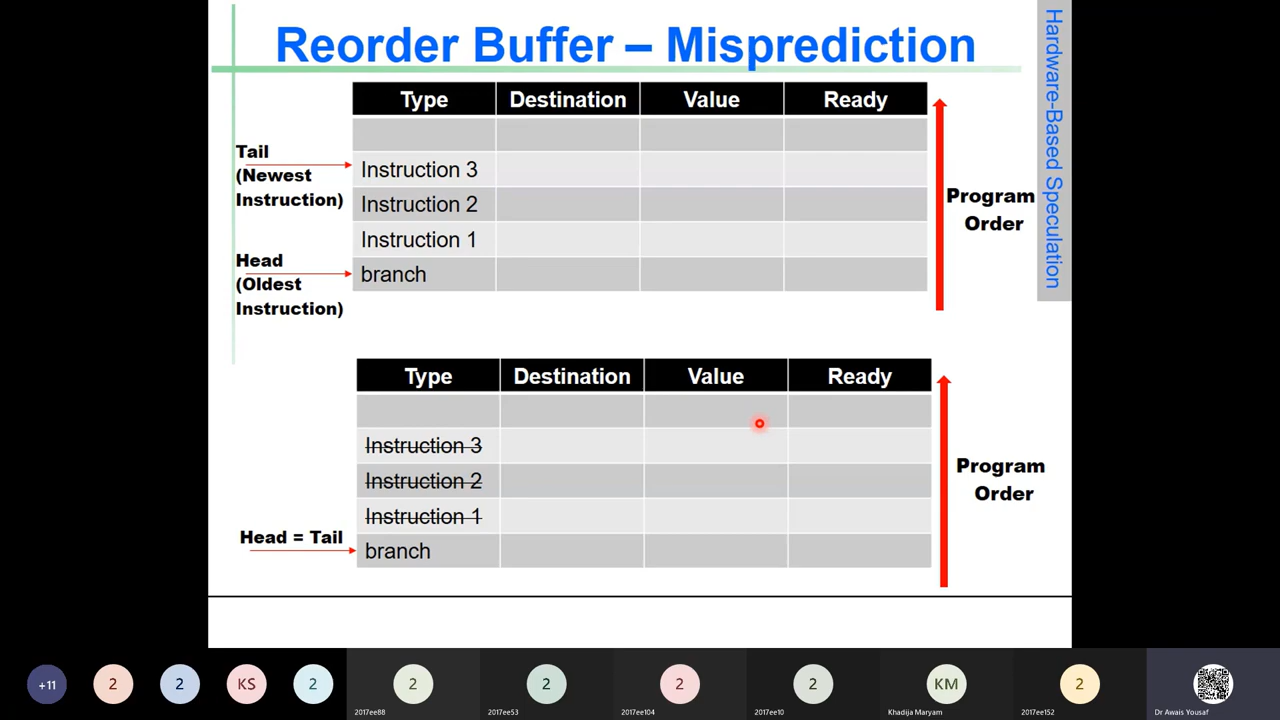 Reorder Buffer – Misprediction
Hardware-Based Speculation
Type Destination Value Ready
Tail
(Newest
Instruction)
Instruction 3
Instruction 2
Instruction 1
Head
(Oldest
Instruction)
branch
Program
Order
Type Destination Value Ready
Instruction 3
Instruction 2
Instruction 1
Head = Tail
branch
Program
Order
+11
2
2
KS
2
2
2017ee88
2
2017ee53
2
2017ee104
2
2017ee10
KM
Khadija Maryam
2
2017ee152
Dr Awais Yousaf